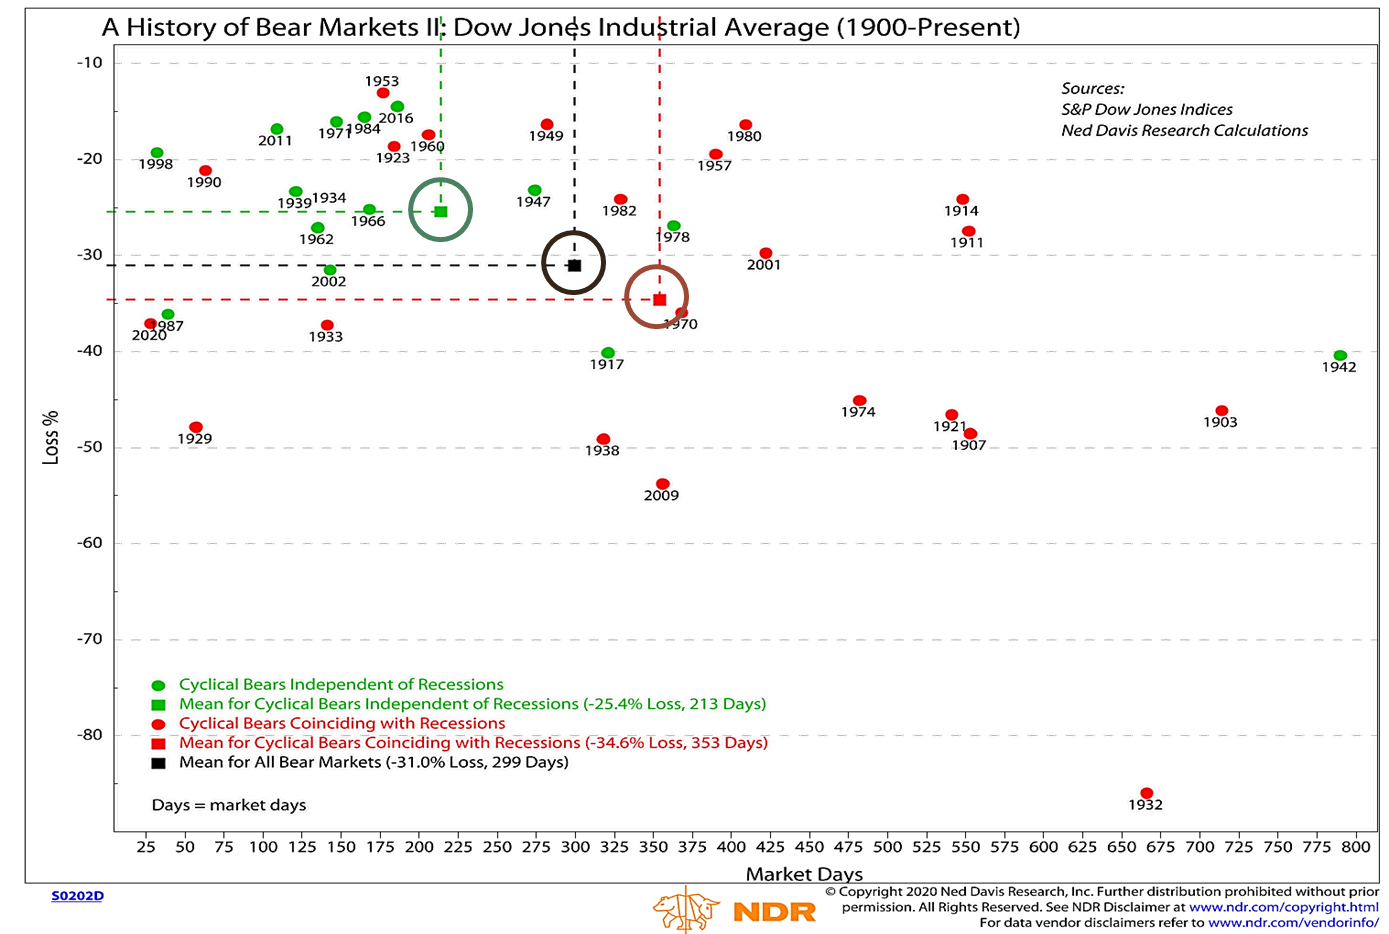 A History of Bear Markets II: Dow Jones Industrial Average (1900-Present)
Sources:
S&P Dow Jones Indices
Ned Davis Research Calculations
Loss %
-10
-20
-30
-40
-50
-60
-70
-80
1953
2016
2011
1971
1984
1960
1923
1998
1990
1949
1980
1957
1939
1934
1966
1947
1982
1962
1978
1914
1911
2002
2001
2020
1987
1933
1970
1917
1942
1929
1938
1974
1921
1907
1903
2009
1932
Cyclical Bears Independent of Recessions
Mean for Cyclical Bears Independent of Recessions (-25.4% Loss, 213 Days)
Cyclical Bears Coinciding with Recessions
Mean for Cyclical Bears Coinciding with Recessions (-34.6% Loss, 353 Days)
Mean for All Bear Markets (-31.0% Loss, 299 Days)
Days = market days
25 50 75 100 125 150 175 200 225 250 275 300 325 350 375 400 425 450 475 500 525 550 575 600 625 650 675 700 725 750 775 800
Market Days
S0202D
NDR
© Copyright 2020 Ned Davis Research, Inc. Further distribution prohibited without prior
permission. All Rights Reserved. See NDR Disclaimer at www.ndr.com/copyright.html
For data vendor disclaimers refer to www.ndr.com/vendorinfo/